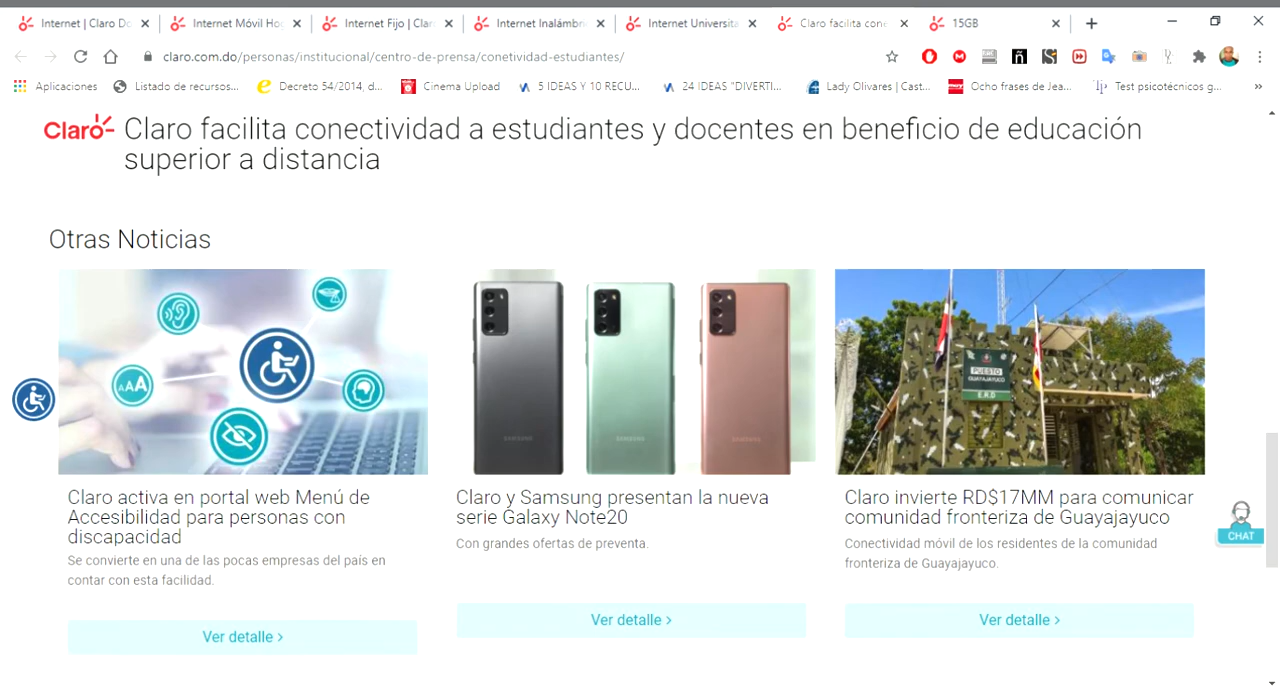 Internet | Claro Do
Internet Móvil Hog
Internet Fijo | Clar
Internet Inalámbri
Internet Universita
Claro facilita cone
15GB
claro.com.do/personas/institucional/centro-de-prensa/conetividad-estudiantes/
Aplicaciones
Listado de recursos...
Decreto 54/2014, d...
Cinema Upload
5 IDEAS Y 10 RECU...
24 IDEAS "DIVERTI...
Lady Olivares | Cast...
Ocho frases de Jea...
Test psicotécnicos g...
»
Claro
Claro facilita conectividad a estudiantes y docentes en beneficio de educación
superior a distancia
Otras Noticias
AAA
SAMSUNG
SAMSUNG
SAMSUNG
PUESTO
GUAYAJAYUCO
E.R.D
Claro activa en portal web Menú de
Accesibilidad para personas con
discapacidad
Se convierte en una de las pocas empresas del país en
contar con esta facilidad.
Ver detalle >
Claro y Samsung presentan la nueva
serie Galaxy Note20
Con grandes ofertas de preventa.
Ver detalle >
Claro invierte RD$17MM para comunicar
comunidad fronteriza de Guayajayuco
Conectividad móvil de los residentes de la comunidad
fronteriza de Guayajayuco.
Ver detalle >
CHAT